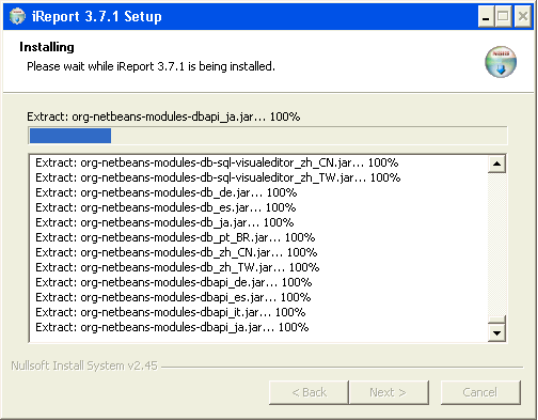 iReport 3.7.1 Setup
Installing
Please wait while iReport 3.7.1 is being installed.
Extract: org-netbeans-modules-dbapi_ja.jar... 100%
Extract: org-netbeans-modules-db-sql-visualeditor_zh_CN.jar... 100%
Extract: org-netbeans-modules-db-sql-visualeditor_zh_TW.jar... 100%
Extract: org-netbeans-modules-db_de.jar... 100%
Extract: org-netbeans-modules-db_es.jar... 100%
Extract: org-netbeans-modules-db_ja.jar... 100%
Extract: org-netbeans-modules-db_pt_BR.jar... 100%
Extract: org-netbeans-modules-db_zh_CN.jar... 100%
Extract: org-netbeans-modules-db_zh_TW.jar... 100%
Extract: org-netbeans-modules-dbapi_de.jar... 100%
Extract: org-netbeans-modules-dbapi_es.jar... 100%
Extract: org-netbeans-modules-dbapi_it.jar... 100%
Extract: org-netbeans-modules-dbapi_ja.jar... 100%
Nullsoft Install System v2.45
< Back Next > Cancel